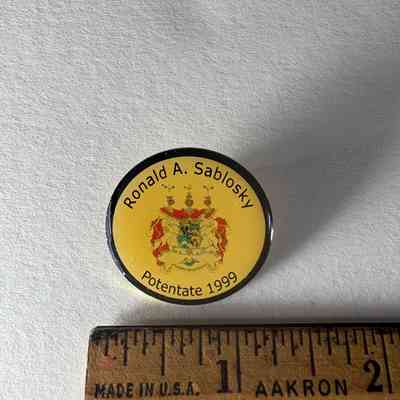 Ronald A. Sablosky
Potentate 1999
1 2
MADE IN U.S.A. AAKRON